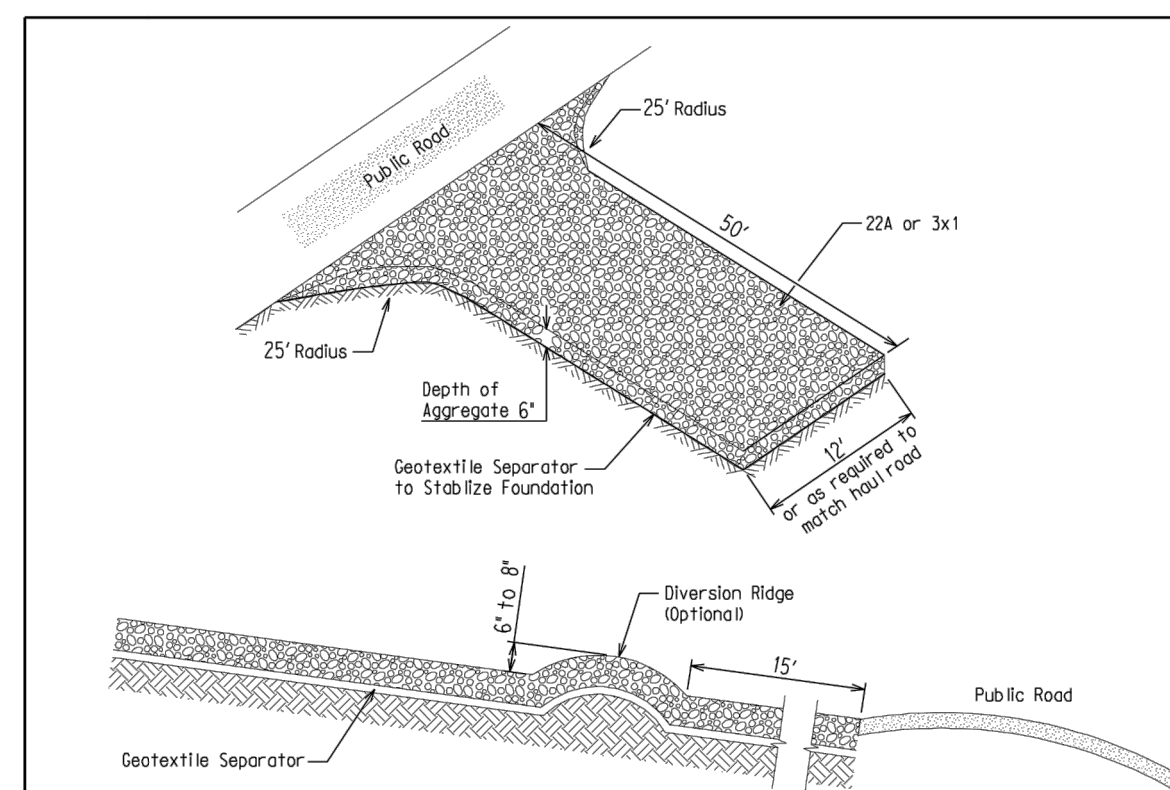 25' Radius
Public Road
50'
22A or 3x1
25' Radius
Depth of
Aggregate 6"
12'
or as required to
match haul road
Geotextile Separator
to Stablize Foundation
6" to 8"
Diversion Ridge
(Optional)
15'
Public Road
Geotextile Separator